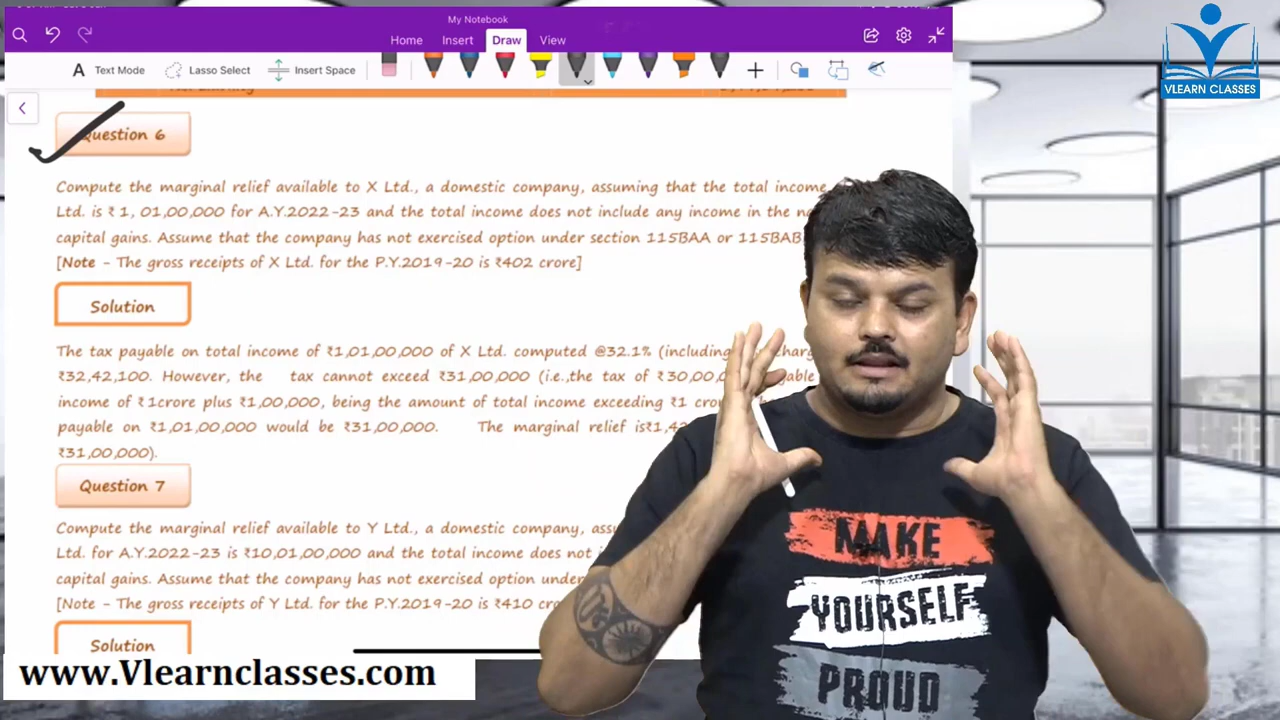 My Notebook
Home Insert Draw View
VLEARN CLASSES
Text Mode Lasso Select Insert Space
Question 6
Compute the marginal relief available to X Ltd., a domestic company, assuming that the total income
Ltd. is ₹ 1, 01,00,000 for A.Y.2022-23 and the total income does not include any income in the
capital gains. Assume that the company has not exercised option under section 115BAA or 115BAB
[Note - The gross receipts of X Ltd. for the P.Y.2019-20 is ₹402 crore]
Solution
The tax payable on total income of ₹1,01,00,000 of X Ltd. computed @32.1% (including
₹32,42,100. However, the tax cannot exceed ₹31,00,000 (i.e.,the tax of
income of ₹ 1crore plus ₹1,00,000, being the amount of total income exceeding ₹1
payable on ₹1,01,00,000 would be ₹31,00,000. The marginal relief is
₹31,00,000).
Question 7
Compute the marginal relief available to Y Ltd., a domestic company,
Ltd. for A.Y.2022-23 is ₹10,01,00,000 and the total income does not
capital gains. Assume that the company has not exercised option under
[Note - The gross receipts of Y Ltd. for the P.Y.2019-20 is ₹410
Solution
www.Vlearnclasses.com
MAKE
YOURSELF
PROUD